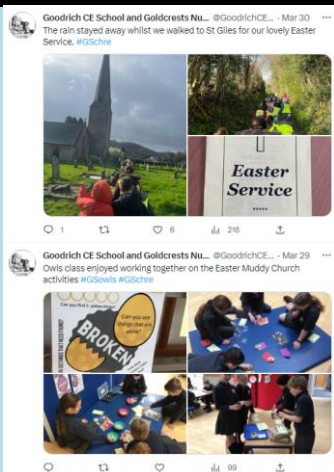 Goodrich CE School and Goldcrests Nu... @GoodrichCE... · Mar 30
The rain stayed away whilst we walked to St Giles for our lovely Easter
Service. #GSchre
Easter
Service
1
6
216
Goodrich CE School and Goldcrests Nu... @GoodrichCE... · Mar 29
Owls class enjoyed working together on the Easter Muddy Church
activities #GSowls #GSchre
Can you see
things that are
BROKEN
99